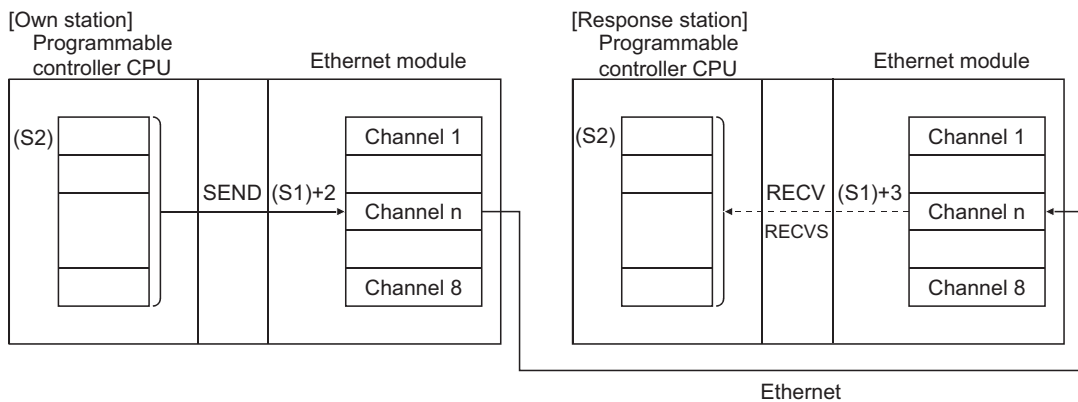 [Own station]
Programmable
controller CPU
Ethernet module
(S2)
Channel 1
SEND
(S1)+2
Channel n
Channel 8
[Response station]
Programmable
controller CPU
Ethernet module
(S2)
Channel 1
RECV
(S1)+3
Channel n
RECVS
Channel 8
Ethernet